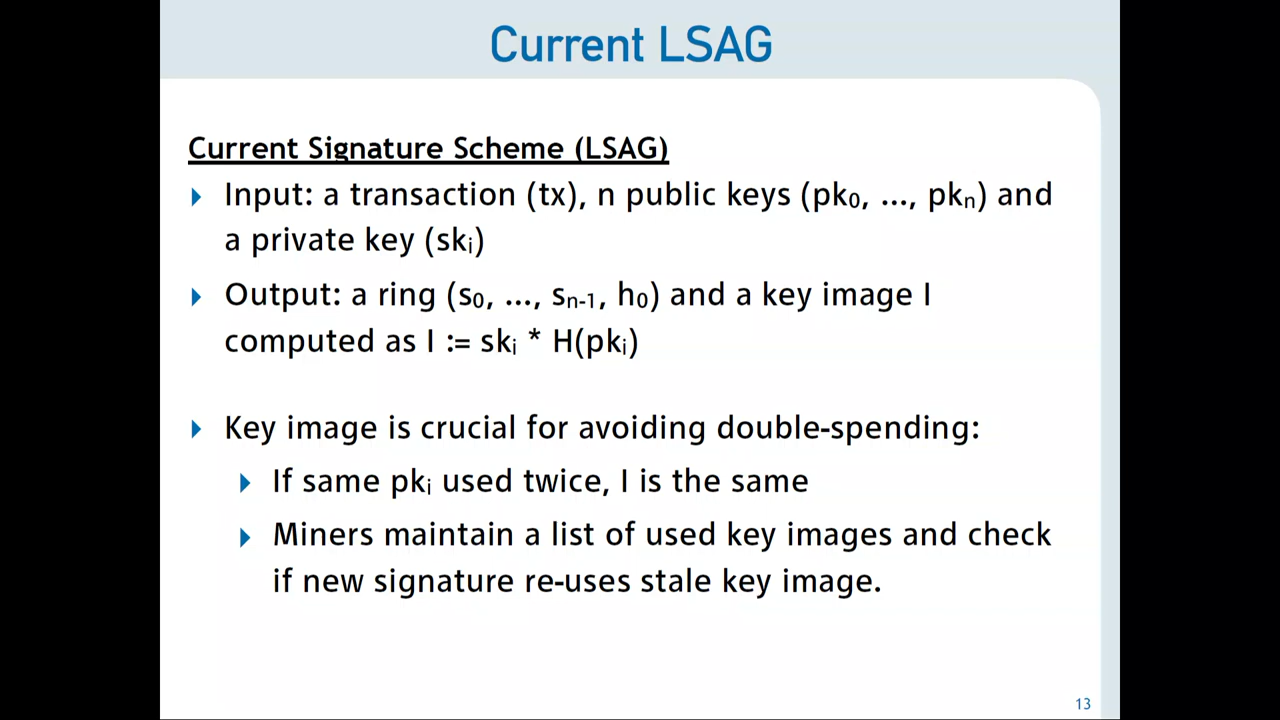 Current LSAG
Current Signature Scheme (LSAG)
Input: a transaction (tx), n public keys (pk₀, ..., pkₙ) and
a private key (skᵢ)
Output: a ring (s₀, ..., sₙ₋₁, h₀) and a key image I
computed as I := skᵢ * H(pkᵢ)
Key image is crucial for avoiding double-spending:
If same pkᵢ used twice, I is the same
Miners maintain a list of used key images and check
if new signature re-uses stale key image.
13